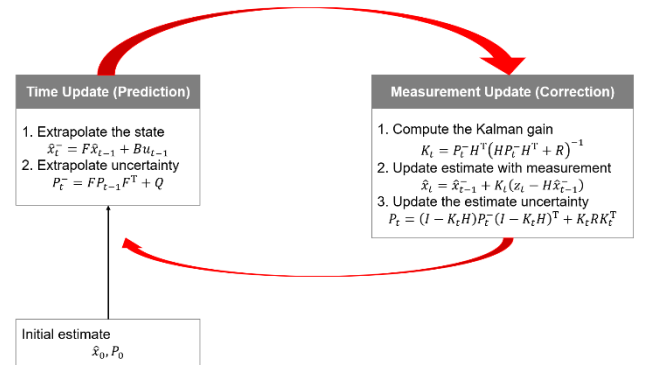 Time Update (Prediction)
1. Extrapolate the state
x̂ₜ⁻ = Fx̂ₜ₋₁ + Buₜ₋₁
2. Extrapolate uncertainty
Pₜ⁻ = FPₜ₋₁Fᵀ + Q
Measurement Update (Correction)
1. Compute the Kalman gain
Kₜ = Pₜ⁻Hᵀ(HPₜ⁻Hᵀ + R)⁻¹
2. Update estimate with measurement
x̂ₜ = x̂ₜ₋₁⁻ + Kₜ(zₜ − Hx̂ₜ₋₁⁻)
3. Update the estimate uncertainty
Pₜ = (I − KₜH)Pₜ⁻(I − KₜH)ᵀ + KₜRKₜᵀ
Initial estimate
x̂₀, P₀